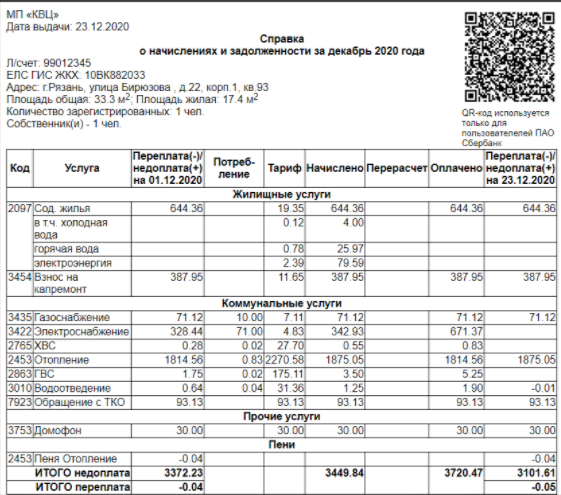 МП «КВЦ»
Дата выдачи: 23.12.2020
Справка
о начислениях и задолженности за декабрь 2020 года
Л/счет: 99012345
ЕЛС ГИС ЖКХ: 10ВК882033
Адрес: г.Рязань, улица Бирюзова , д.22, корп.1, кв.93
Площадь общая: 33.3 м2; Площадь жилая: 17.4 м2
Количество зарегистрированных: 1 чел.
Собственник(и) - 1 чел.
QR-код используется
только для
пользователей ПАО
Сбербанк
Код Услуга Переплата(-)/ недоплата(+) на 01.12.2020 Потреб- ление Тариф Начислено Перерасчет Оплачено Переплата(-)/ недоплата(+) на 23.12.2020
Жилищные услуги
2097 Сод. жилья 644.36 19.35 644.36 644.36 644.36
в т.ч. холодная вода 0.12 4.00
горячая вода 0.78 25.97
электроэнергия 2.39 79.59
3454 Взнос на капремонт 387.95 11.65 387.95 387.95 387.95
Коммунальные услуги
3435 Газоснабжение 71.12 10.00 7.11 71.12 71.12 71.12
3422 Электроснабжение 328.44 71.00 4.83 342.93 671.37
2765 ХВС 0.28 0.02 27.70 0.55 0.83
2453 Отопление 1814.56 0.83 2270.58 1875.05 1814.56 1875.05
2863 ГВС 1.75 0.02 175.11 3.50 5.25
3010 Водоотведение 0.64 0.04 31.36 1.25 1.90 -0.01
7923 Обращение с ТКО 93.13 93.13 93.13 93.13 93.13
Прочие услуги
3753 Домофон 30.00 30.00 30.00 30.00 30.00
Пени
2453 Пеня Отопление -0.04 -0.04
ИТОГО недоплата 3372.23 3449.84 3720.47 3101.61
ИТОГО переплата -0.04 -0.05